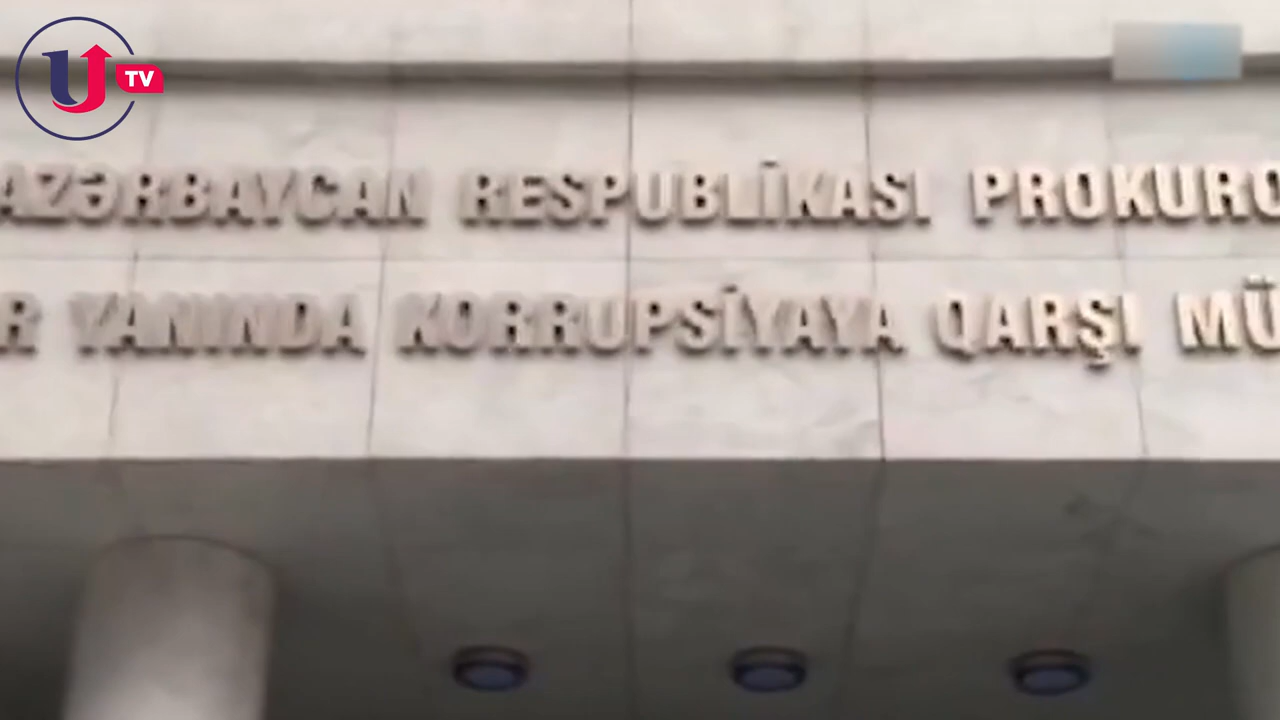 U TV
AZƏRBAYCAN RESPUBLİKASI PROKURO
R YANINDA KORRUPSİYAYA QARŞI MÜ